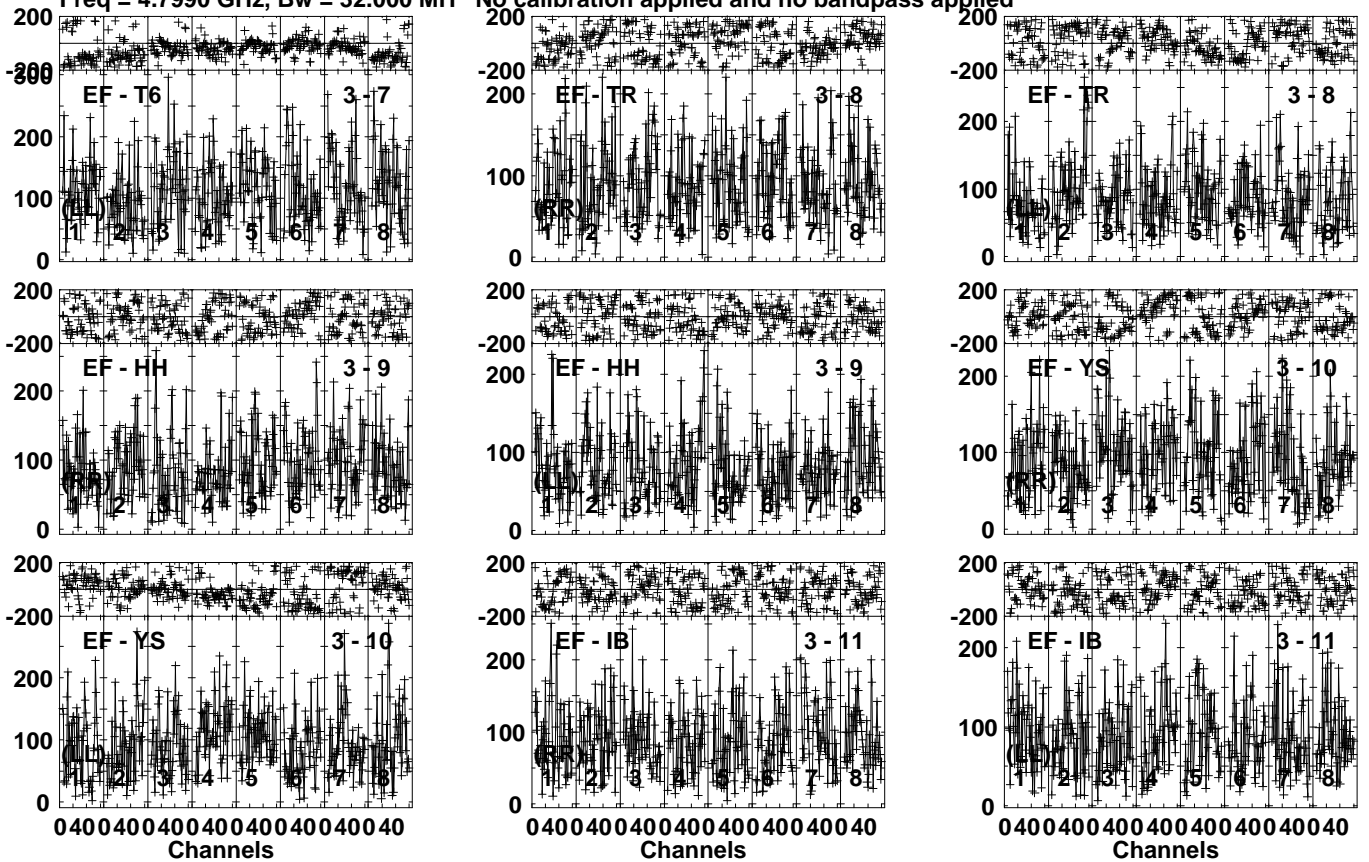 Freq = 4.7990 GHz, Bw = 32.000 MH No calibration applied and no bandpass applied
200 200 200
-200 -200 -200
300 EF - T6 3 - 7 EF - TR 3 - 8 EF - TR 3 - 8
200 200 200
100 100 100
(LL) (RR) (LL)
1 2 3 4 5 6 7 8 1 2 3 4 5 6 7 8 1 2 3 4 5 6 7 8
0 0 0
200 200 200
-200 -200 -200
EF - HH 3 - 9 EF - HH 3 - 9 EF - YS 3 - 10
200 200 200
100 100 100
(RR) (LL) (RR)
1 2 3 4 5 6 7 8 1 2 3 4 5 6 7 8 1 2 3 4 5 6 7 8
0 0 0
200 200 200
-200 -200 -200
EF - YS 3 - 10 EF - IB 3 - 11 EF - IB 3 - 11
200 200 200
100 100 100
(LL) (RR) (LL)
1 2 3 4 5 6 7 8 1 2 3 4 5 6 7 8 1 2 3 4 5 6 7 8
0 0 0
0 40 0 40 0 40 0 40 0 40 0 40 0 40 0 40 0 40 0 40 0 40 0 40 0 40 0 40 0 40 0 40 0 40 0 40 0 40 0 40 0 40 0 40 0 40 0 40
Channels Channels Channels